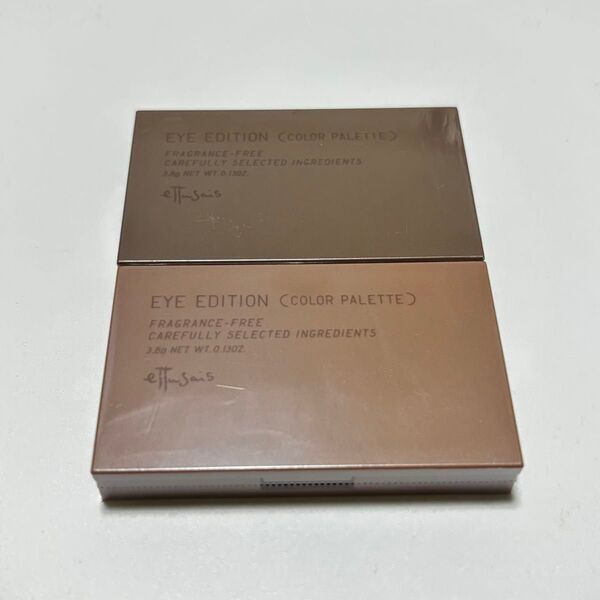 EYE EDITION (COLOR PALETTE)
FRAGRANCE-FREE
CAREFULLY SELECTED INGREDIENTS
3.8g NET WT. 0.13OZ.
ettusais
EYE EDITION (COLOR PALETTE)
FRAGRANCE-FREE
CAREFULLY SELECTED INGREDIENTS
3.8g NET WT. 0.13OZ.
ettusais